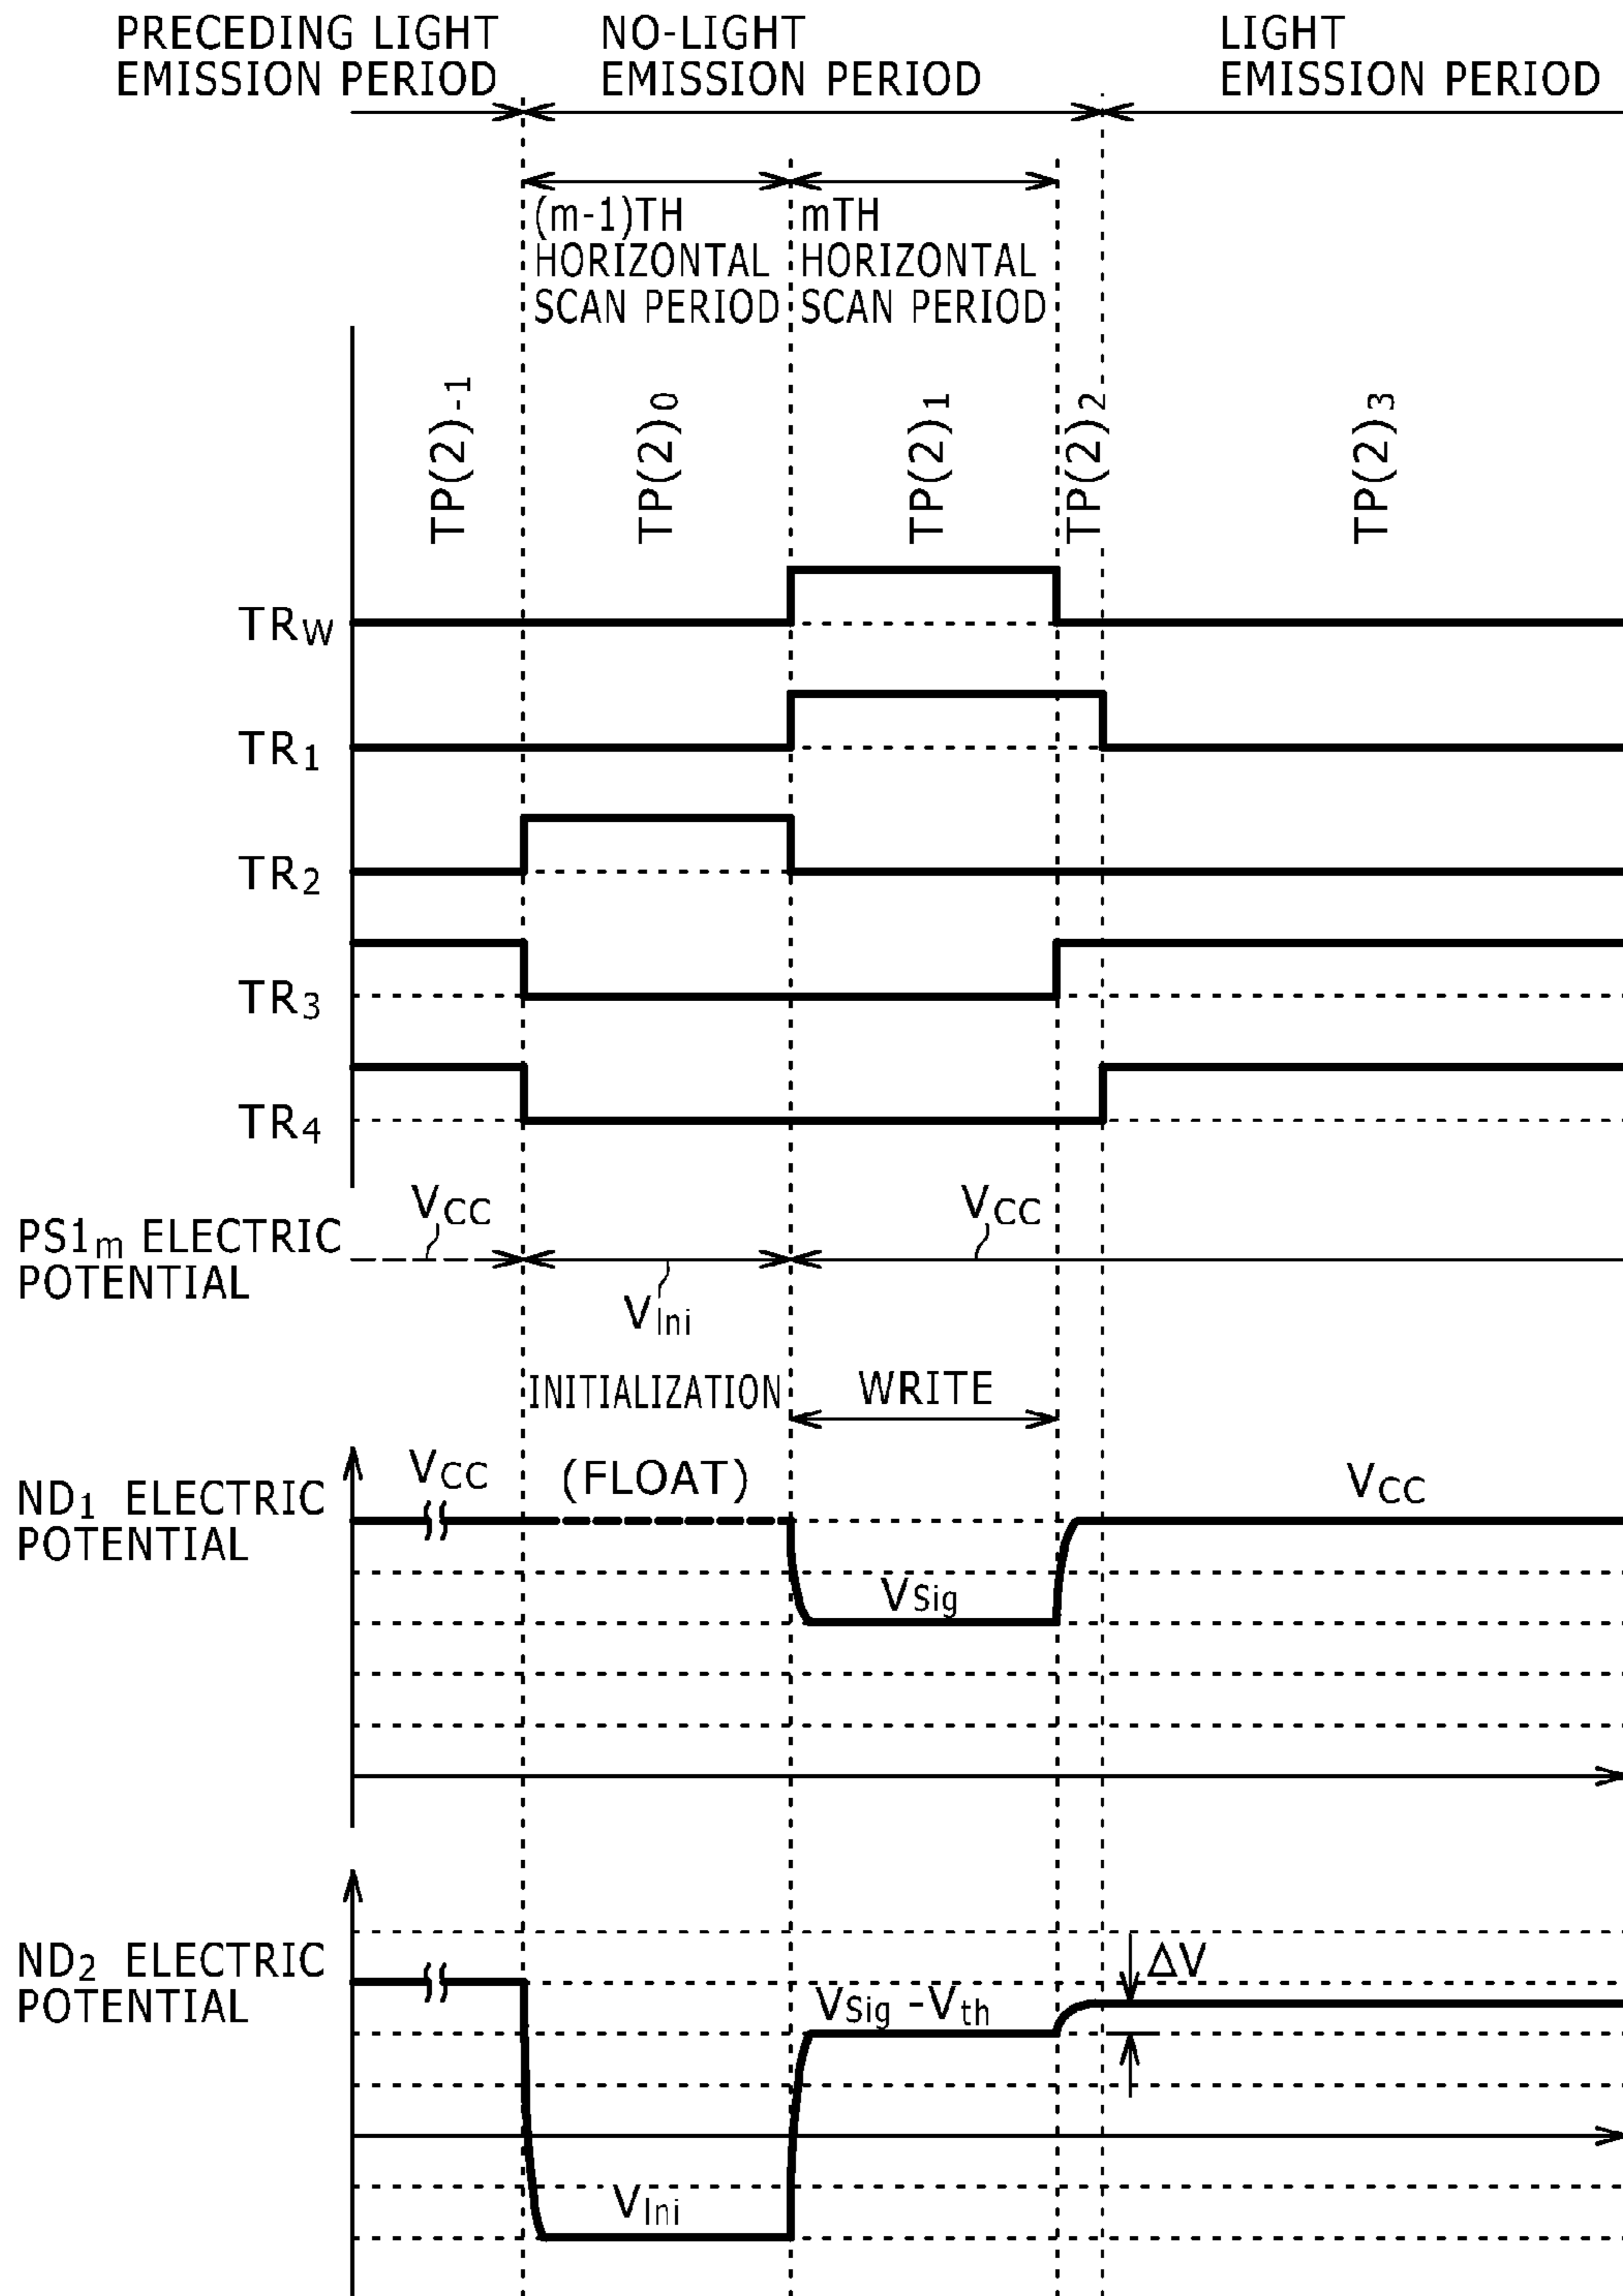 PRECEDING LIGHT
EMISSION PERIOD
NO-LIGHT
EMISSION PERIOD
LIGHT
EMISSION PERIOD
(m-1)TH
HORIZONTAL
SCAN PERIOD
mTH
HORIZONTAL
SCAN PERIOD
TP(2)-1
TP(2)0
TP(2)1
TP(2)2
TP(2)3
TRW
TR1
TR2
TR3
TR4
PS1m ELECTRIC
POTENTIAL
VCC
VIni
VCC
INITIALIZATION
WRITE
ND1 ELECTRIC
POTENTIAL
VCC
(FLOAT)
VSig
VCC
ND2 ELECTRIC
POTENTIAL
VIni
VSig -Vth
ΔV